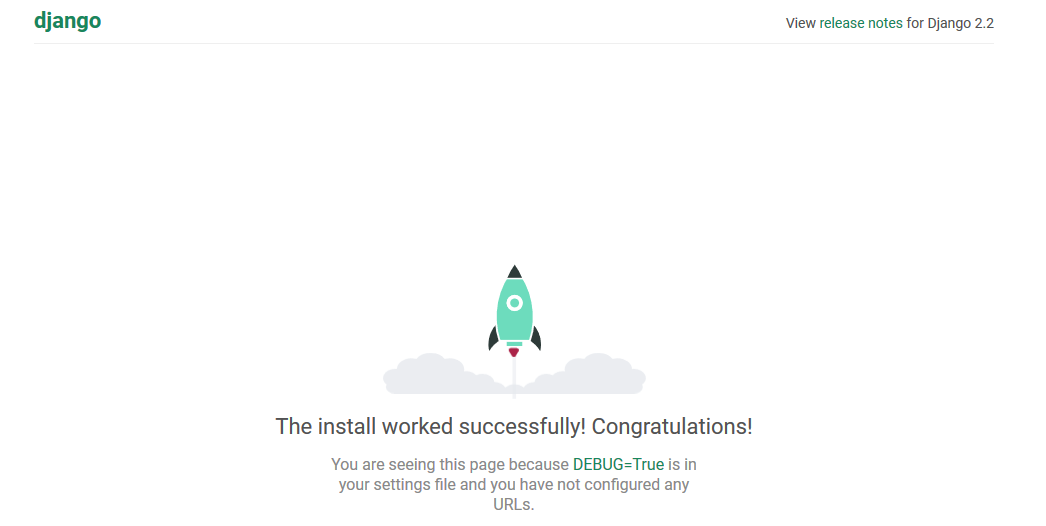 django
View release notes for Django 2.2
The install worked successfully! Congratulations!
You are seeing this page because DEBUG=True is in
your settings file and you have not configured any
URLs.